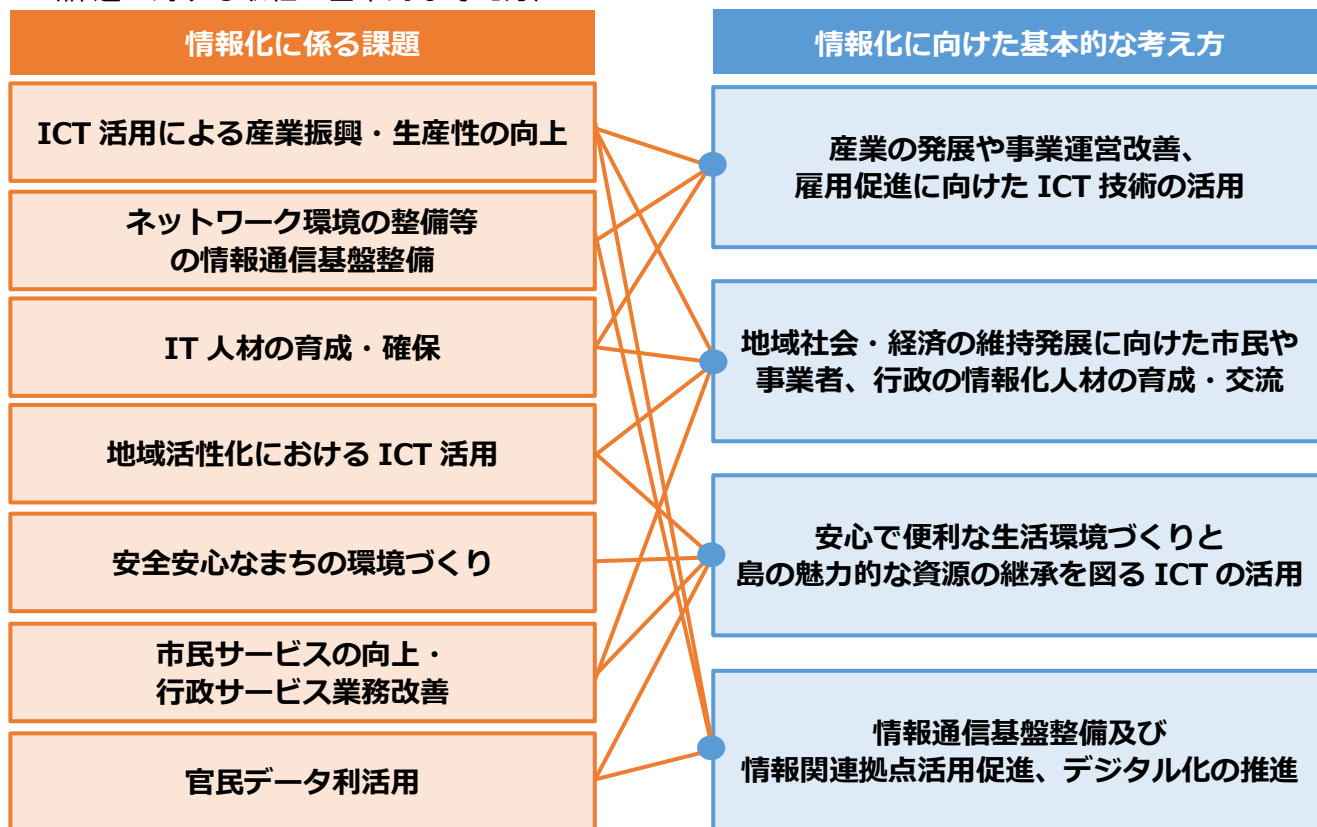 情報化に係る課題
ICT 活用による産業振興・生産性の向上
ネットワーク環境の整備等
の情報通信基盤整備
IT 人材の育成・確保
地域活性化における ICT 活用
安全安心なまちの環境づくり
市民サービスの向上・
行政サービス業務改善
官民データ利活用
情報化に向けた基本的な考え方
産業の発展や事業運営改善、
雇用促進に向けた ICT 技術の活用
地域社会・経済の維持発展に向けた市民や
事業者、行政の情報化人材の育成・交流
安心で便利な生活環境づくりと
島の魅力的な資源の継承を図る ICT の活用
情報通信基盤整備及び
情報関連拠点活用促進、デジタル化の推進